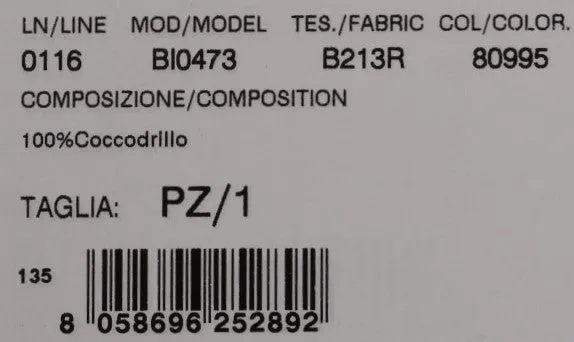 LN/LINE MOD/MODEL TES./FABRIC COL/COLOR.
0116 BI0473 B213R 80995
COMPOSIZIONE/COMPOSITION
100%Coccodrillo
TAGLIA: PZ/1
135
8 058696 252892